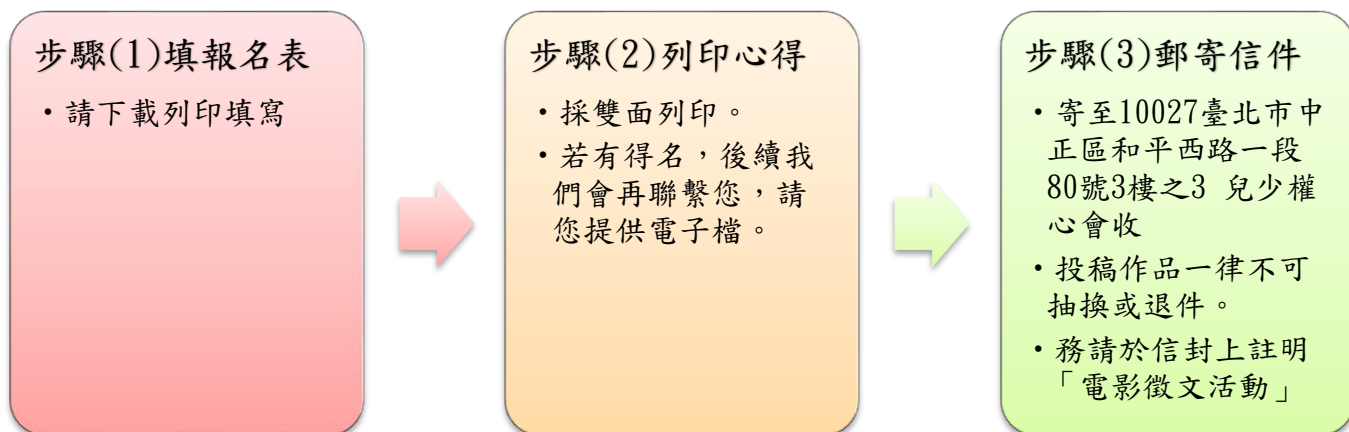 步驟(1)填報名表
・請下載列印填寫
步驟(2)列印心得
・採雙面列印。
・若有得名，後續我
們會再聯繫您，請
您提供電子檔。
步驟(3)郵寄信件
・寄至10027臺北市中
正區和平西路一段
80號3樓之3 兒少權
心會收
・投稿作品一律不可
抽換或退件。
・務請於信封上註明
「電影徵文活動」